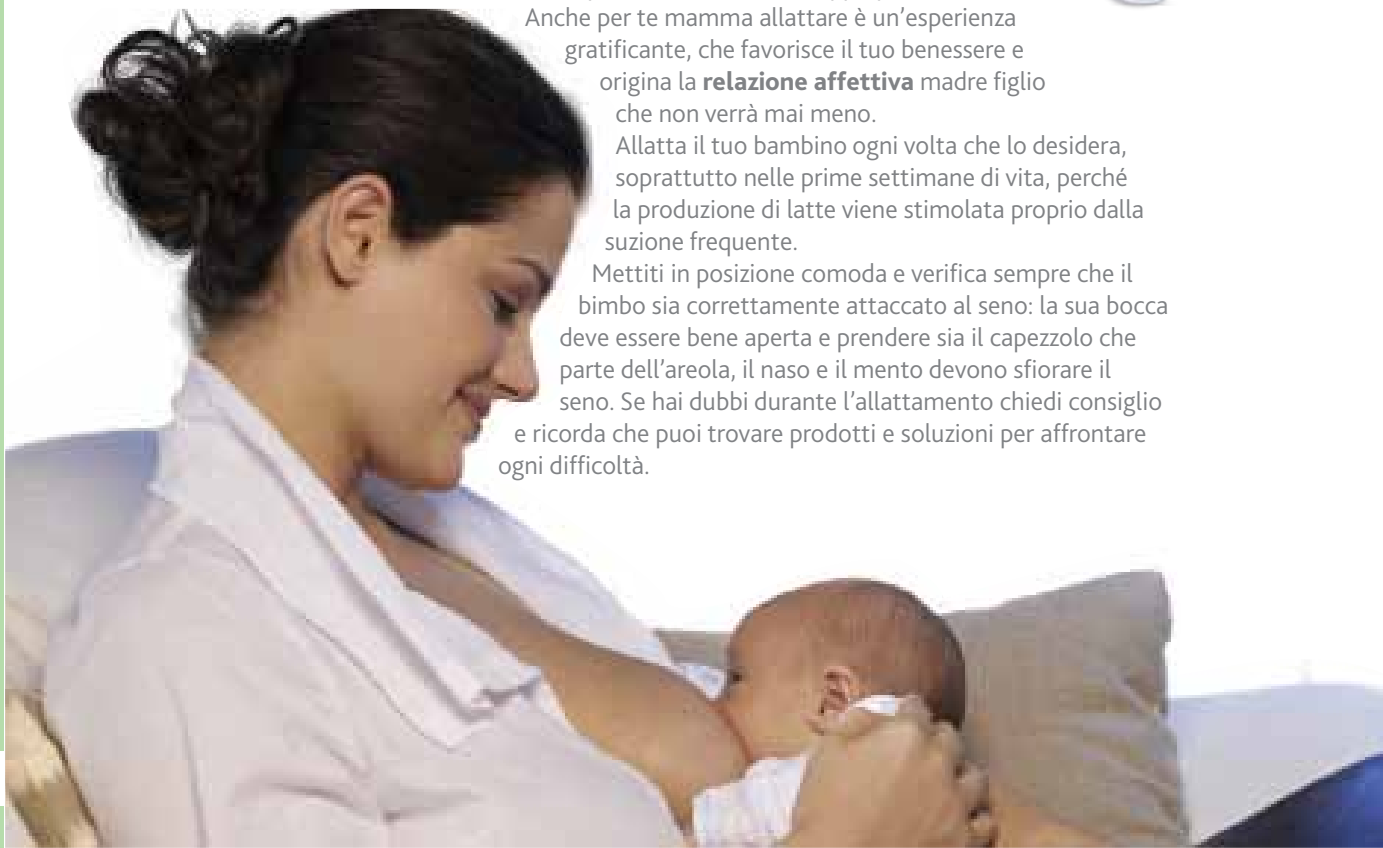 Anche per te mamma allattare è un’esperienza
gratificante, che favorisce il tuo benessere e
origina la relazione affettiva madre figlio
che non verrà mai meno.
Allatta il tuo bambino ogni volta che lo desidera,
soprattutto nelle prime settimane di vita, perché
la produzione di latte viene stimolata proprio dalla
suzione frequente.
Mettiti in posizione comoda e verifica sempre che il
bimbo sia correttamente attaccato al seno: la sua bocca
deve essere bene aperta e prendere sia il capezzolo che
parte dell’areola, il naso e il mento devono sfiorare il
seno. Se hai dubbi durante l’allattamento chiedi consiglio
e ricorda che puoi trovare prodotti e soluzioni per affrontare
ogni difficoltà.